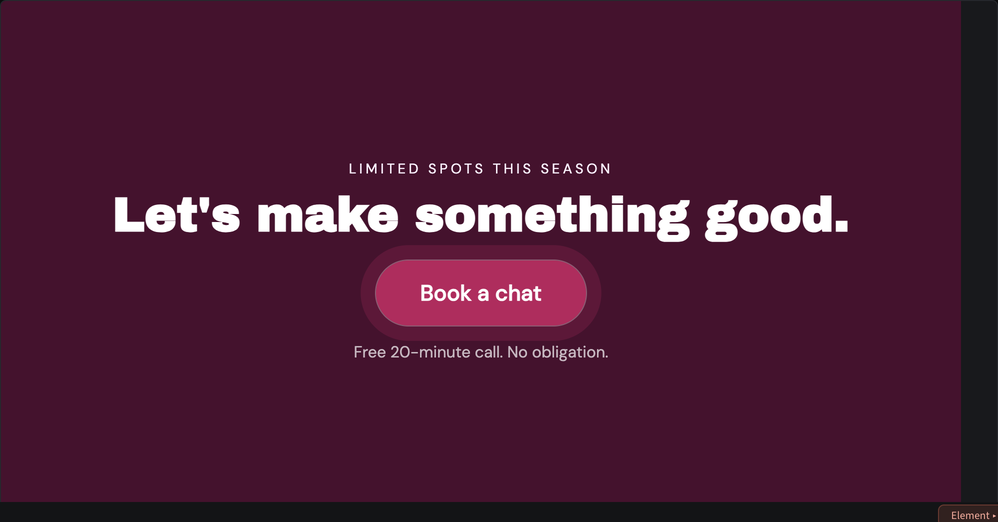 LIMITED SPOTS THIS SEASON
Let's make something good.
Book a chat
Free 20-minute call. No obligation.
Element ▸